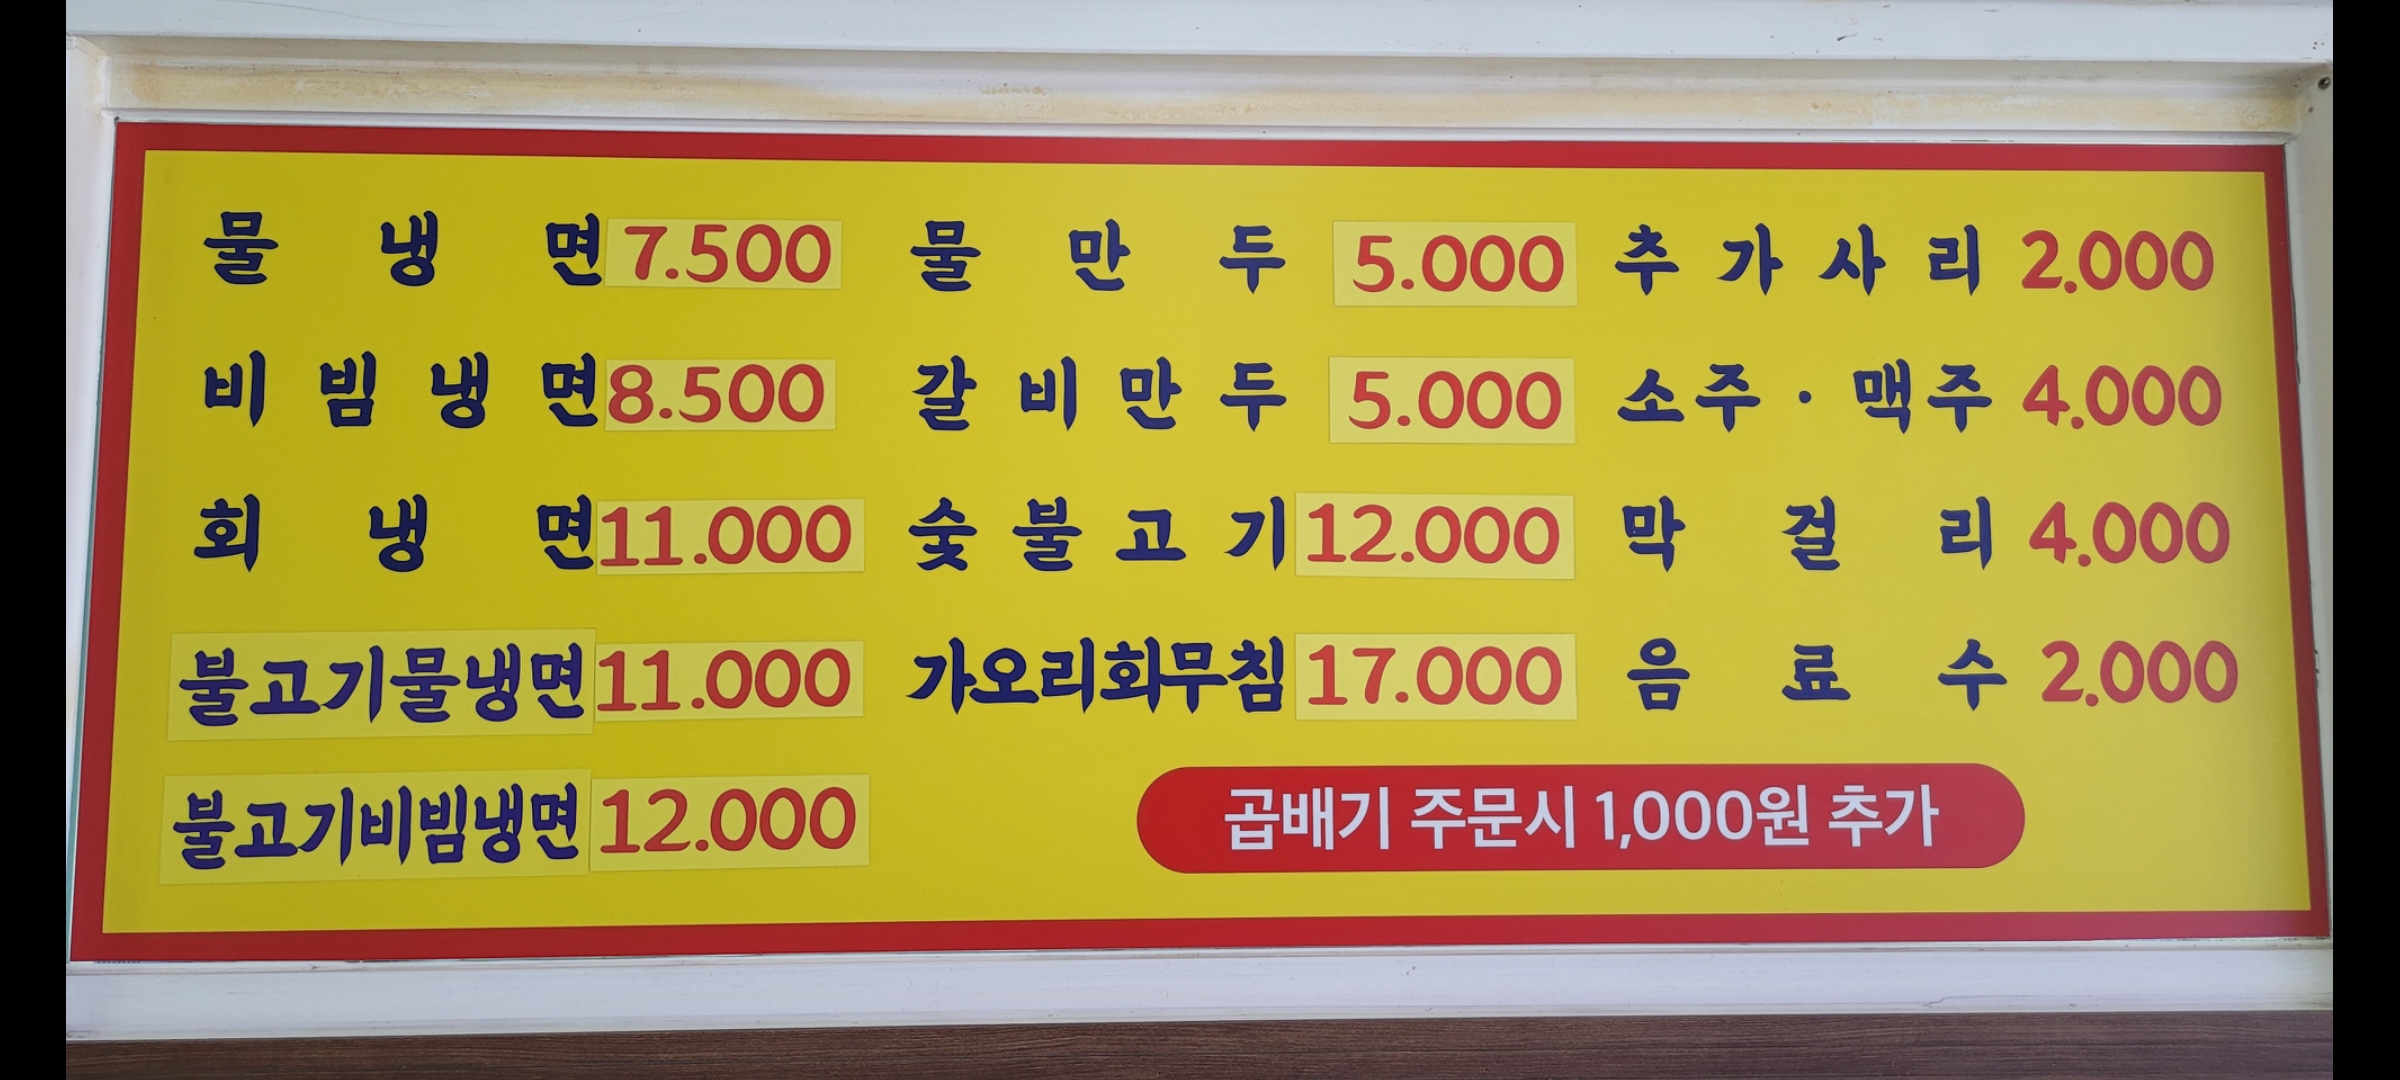 물냉면 7.500 물만두 5.000 추가사리 2.000
비빔냉면 8.500 갈비만두 5.000 소주·맥주 4.000
회냉면 11.000 숯불고기 12.000 막걸리 4.000
불고기물냉면 11.000 가오리회무침 17.000 음료수 2.000
불고기비빔냉면 12.000
곱배기 주문시 1,000원 추가